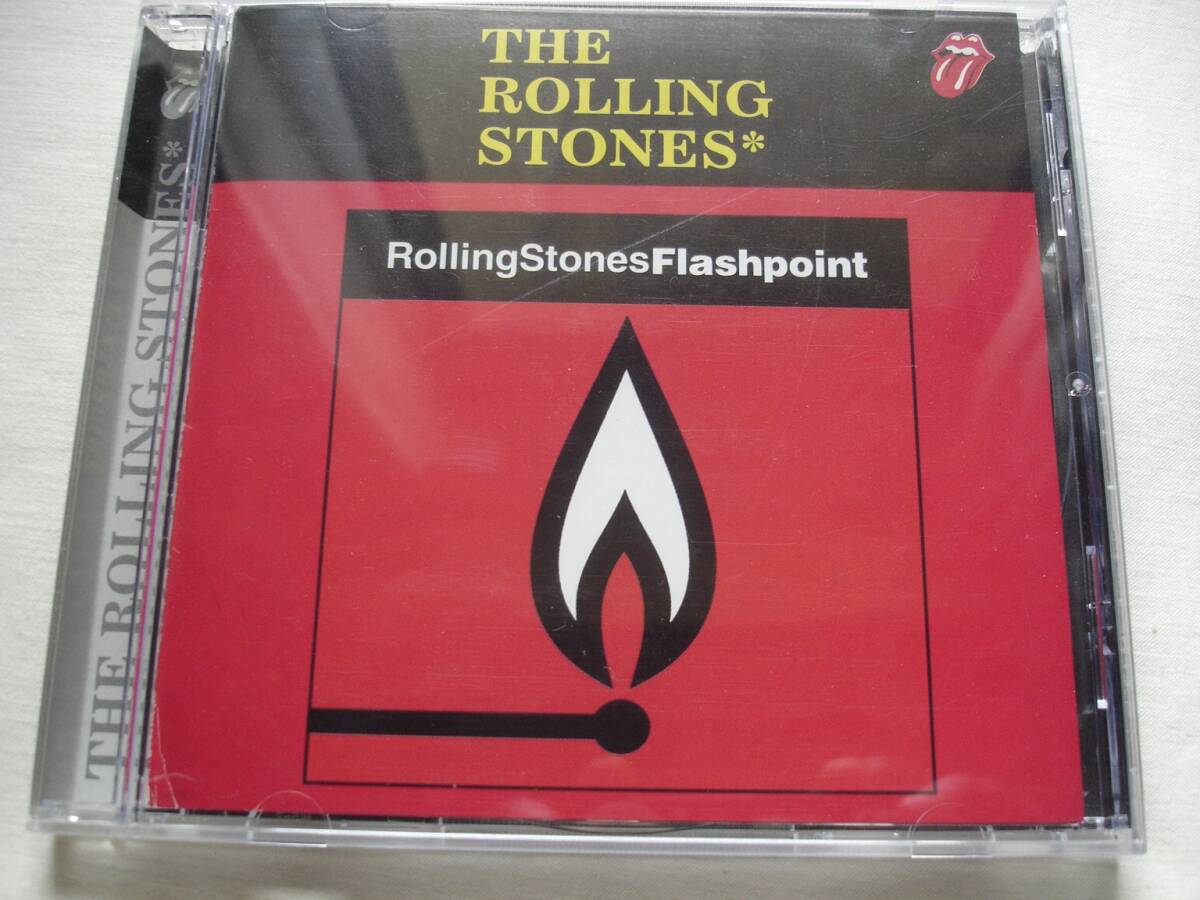 THE
ROLLING
STONES*
RollingStonesFlashpoint
THE ROLLING STONES*